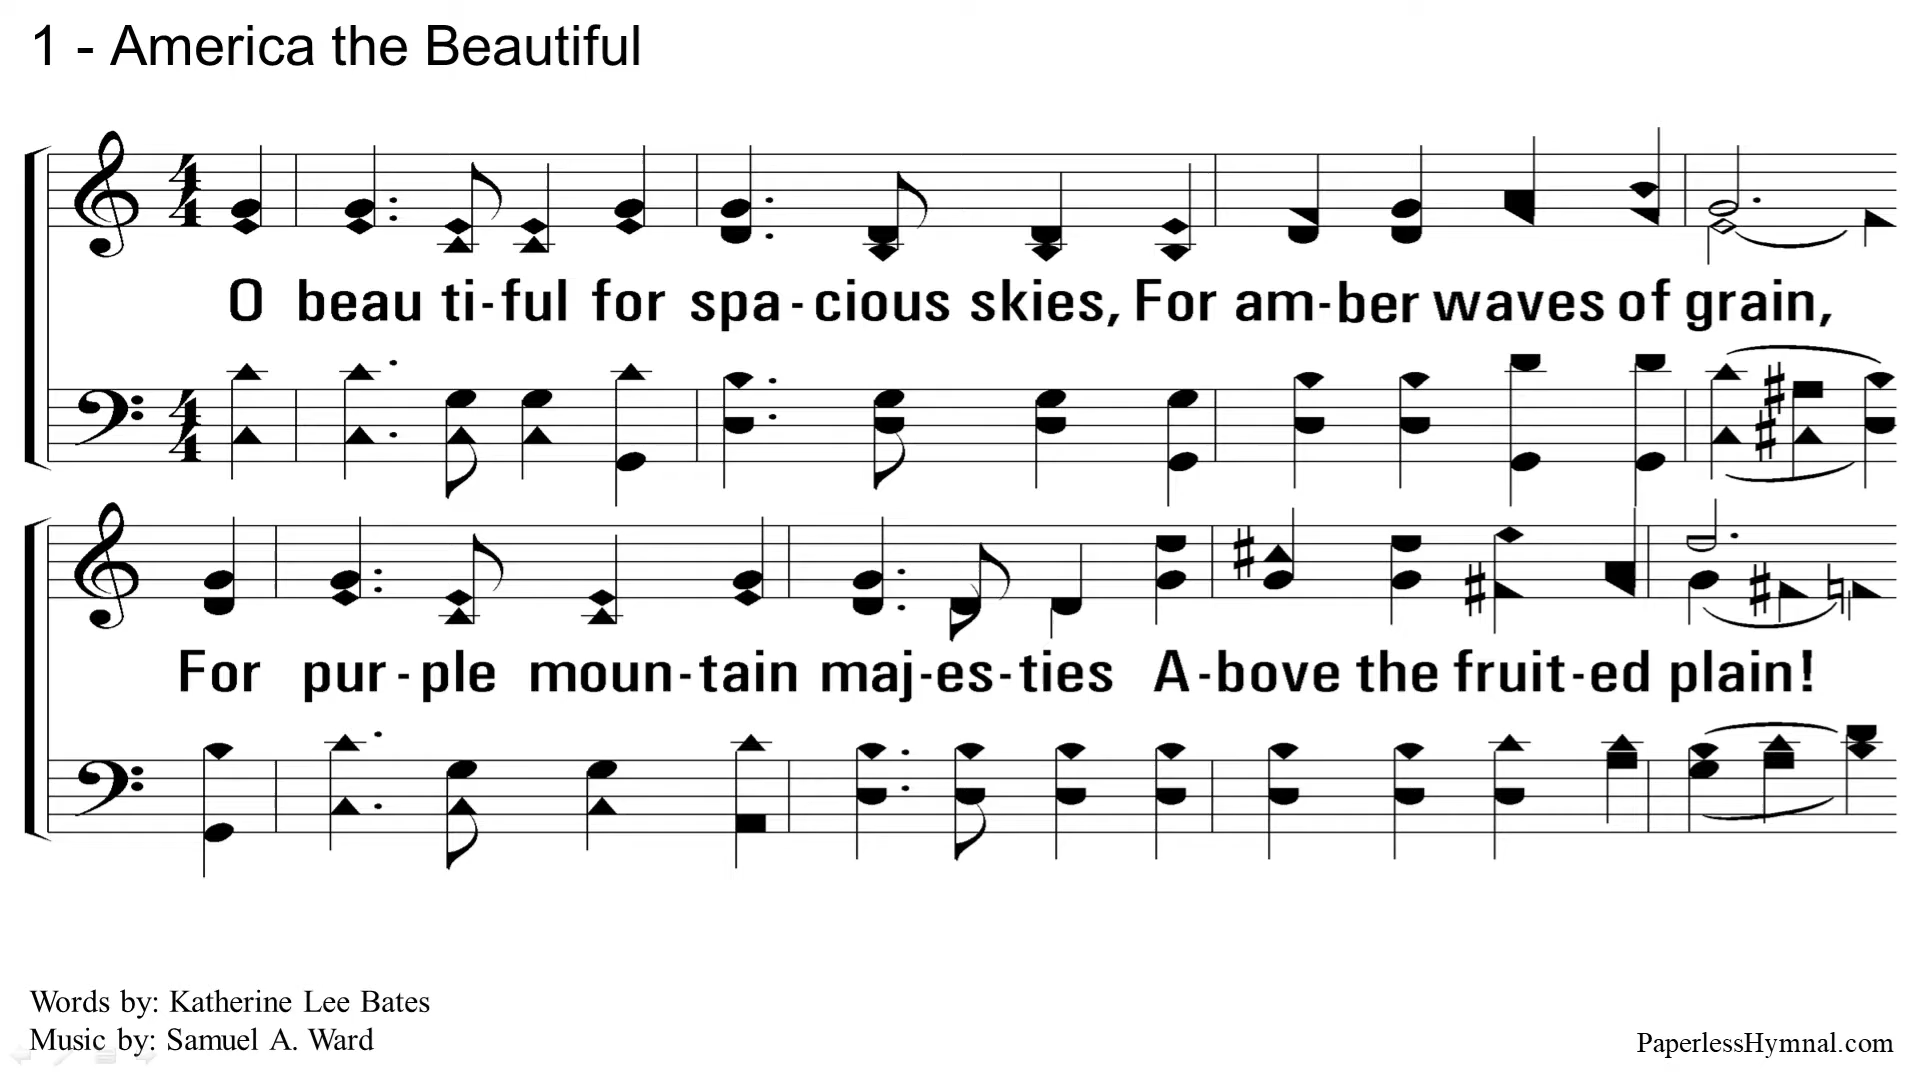 1 - America the Beautiful
O beau ti-ful for spa-cious skies, For am-ber waves of grain,
For pur-ple moun-tain maj-es-ties A-bove the fruit-ed plain!
Words by: Katherine Lee Bates
Music by: Samuel A. Ward
PaperlessHymnal.com